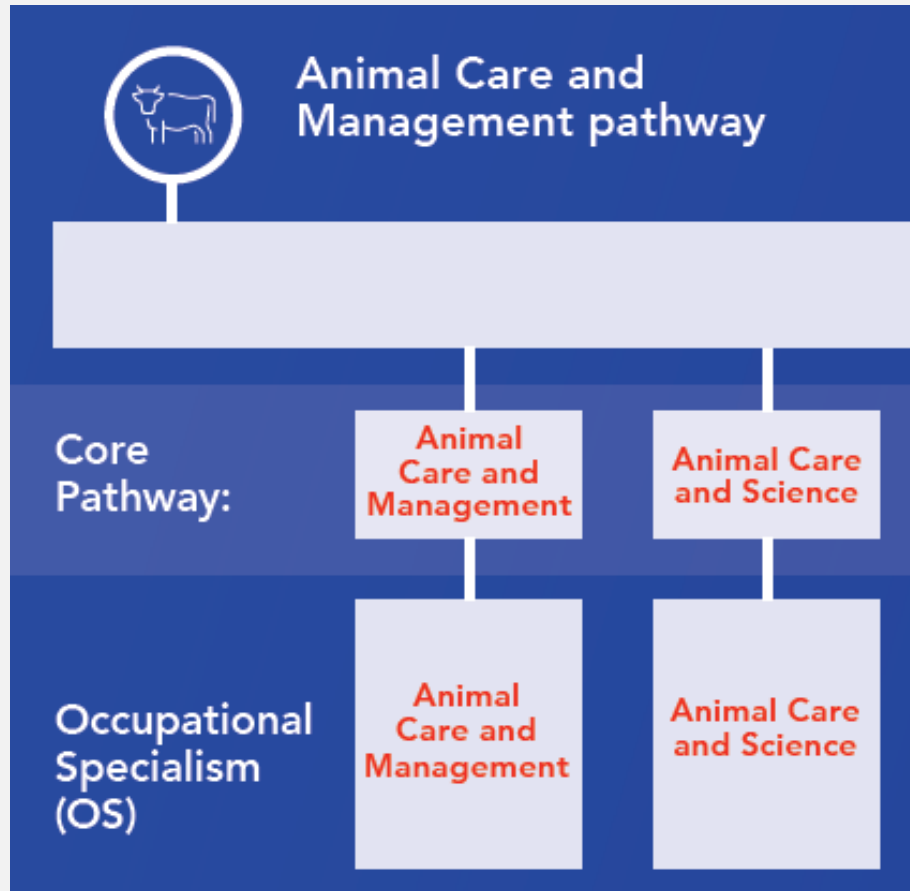 Animal Care and
Management pathway
Core
Pathway:
Animal
Care and
Management
Animal Care
and Science
Occupational
Specialism
(OS)
Animal
Care and
Management
Animal Care
and Science